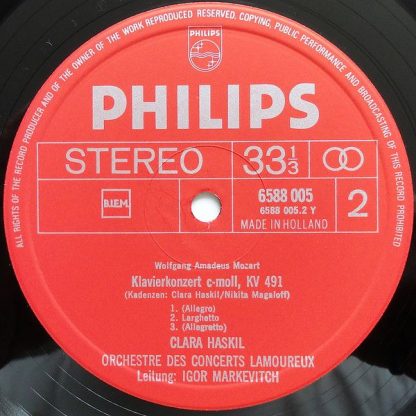 ALL RIGHTS OF THE RECORD PRODUCER AND OF THE OWNER OF THE WORK REPRODUCED RESERVED. COPYING, PUBLIC PERFORMANCE AND BROADCASTING OF THIS RECORD PROHIBITED
PHILIPS
PHILIPS
STEREO 33 1/3
B.I.E.M. 6588 005 2
6588 005.2 Y
MADE IN HOLLAND
Wolfgang Amadeus Mozart
Klavierkonzert c-moll, KV 491
(Kadenzen: Clara Haskil/Nikita Magaloff)
1. (Allegro)
2. Larghetto
3. (Allegretto)
CLARA HASKIL
ORCHESTRE DES CONCERTS LAMOUREUX
Leitung: IGOR MARKEVITCH